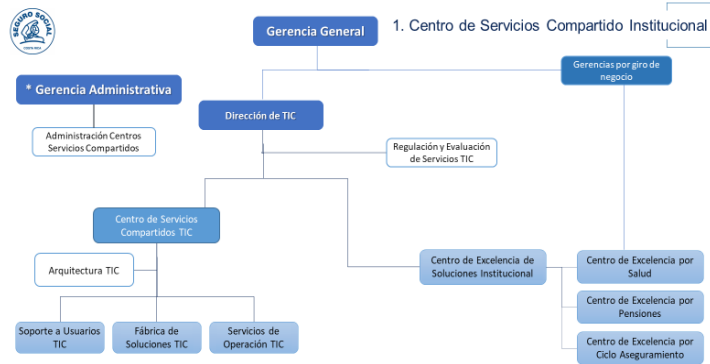 SEGURO SOCIAL
COSTA RICA
Gerencia General
1. Centro de Servicios Compartido Institucional
Gerencias por giro de
negocio
* Gerencia Administrativa
Administración Centros
Servicios Compartidos
Dirección de TIC
Regulación y Evaluación
de Servicios TIC
Centro de Servicios
Compartidos TIC
Arquitectura TIC
Centro de Excelencia de
Soluciones Institucional
Centro de Excelencia por
Salud
Centro de Excelencia por
Pensiones
Centro de Excelencia por
Ciclo Aseguramiento
Soporte a Usuarios
TIC
Fábrica de
Soluciones TIC
Servicios de
Operación TIC